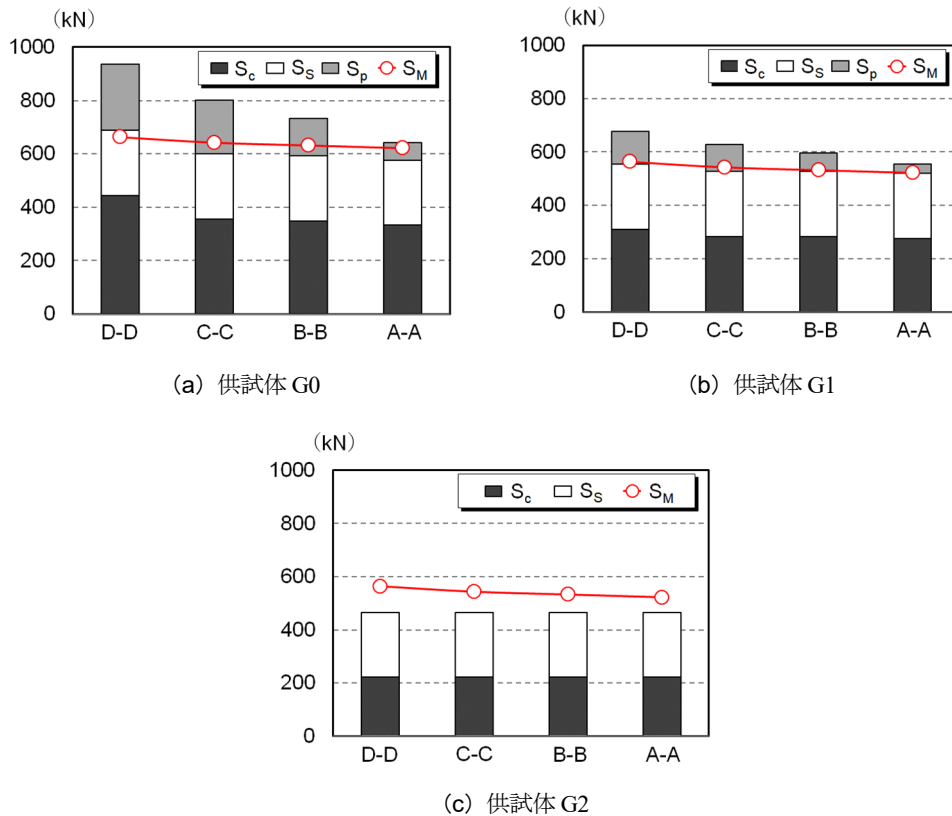 （kN）
1000
800
600
400
200
0
Sc SS Sp SM
D-D C-C B-B A-A
（a）供試体 G0
（kN）
1000
800
600
400
200
0
Sc SS Sp SM
D-D C-C B-B A-A
（b）供試体 G1
（kN）
1000
800
600
400
200
0
Sc SS SM
D-D C-C B-B A-A
（c）供試体 G2